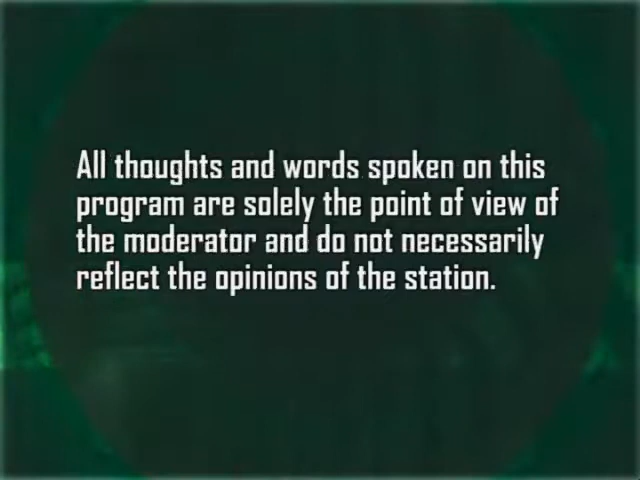 All thoughts and words spoken on this
program are solely the point of view of
the moderator and do not necessarily
reflect the opinions of the station.